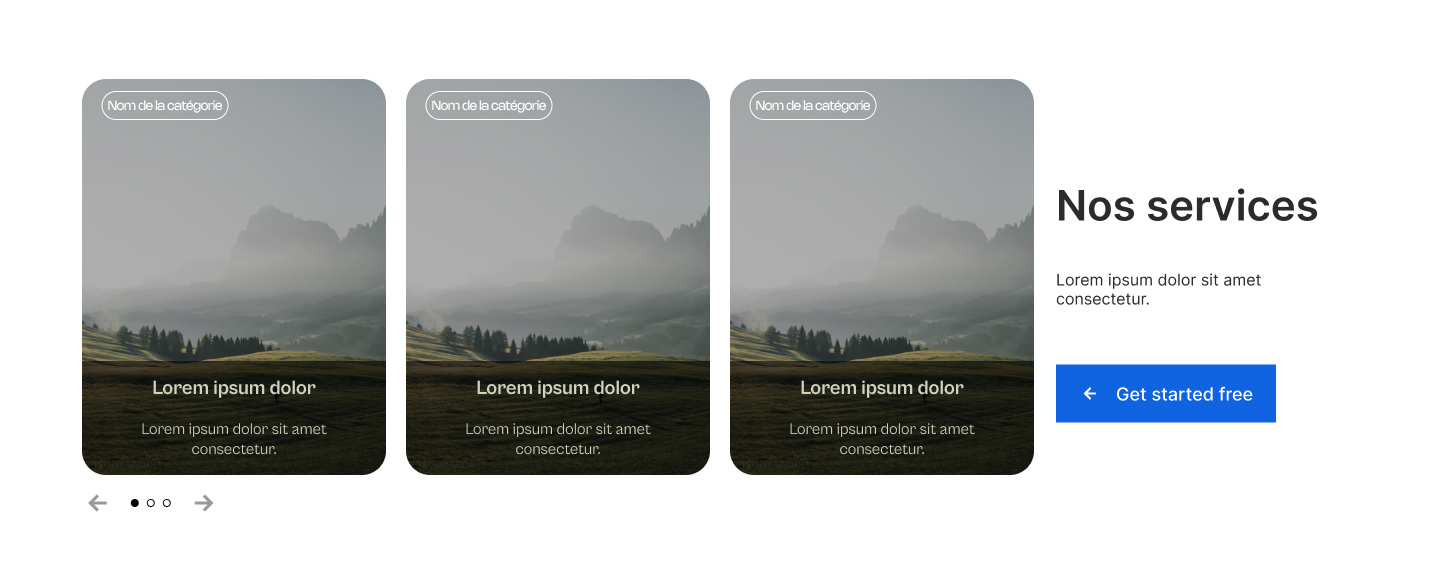 Nom de la catégorie
Lorem ipsum dolor
Lorem ipsum dolor sit amet
consectetur.
Nom de la catégorie
Lorem ipsum dolor
Lorem ipsum dolor sit amet
consectetur.
Nom de la catégorie
Lorem ipsum dolor
Lorem ipsum dolor sit amet
consectetur.
Nos services
Lorem ipsum dolor sit amet
consectetur.
Get started free